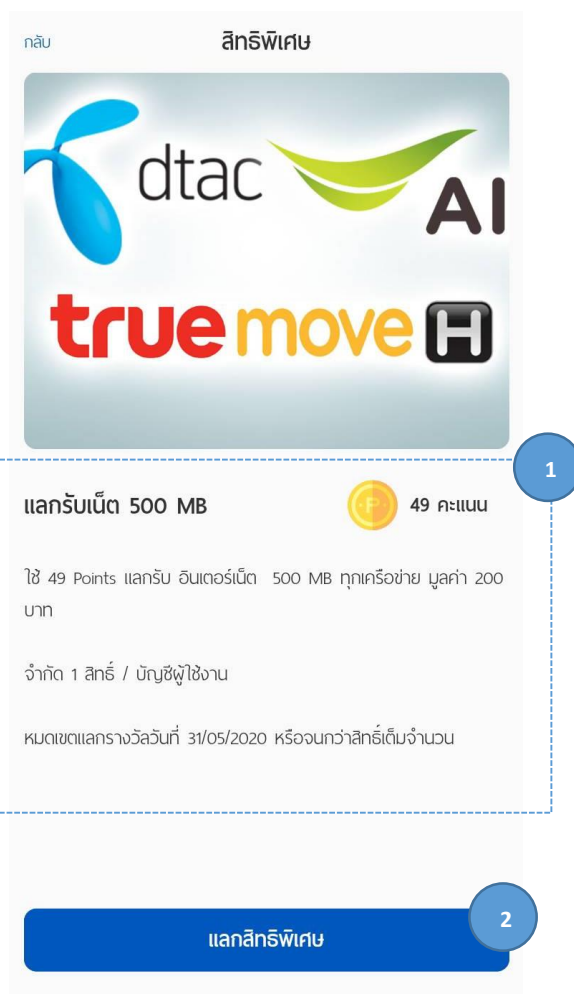 กลับ
สิทธิพิเศษ
dtac
AI
true move H
1
แลกรับเน็ต 500 MB
P
49 คะแนน
ใช้ 49 Points แลกรับ อินเตอร์เน็ต 500 MB ทุกเครือข่าย มูลค่า 200
บาท
จำกัด 1 สิทธิ์ / บัญชีผู้ใช้งาน
หมดเขตแลกรางวัลวันที่ 31/05/2020 หรือจนกว่าสิทธิ์เต็มจำนวน
2
แลกสิทธิพิเศษ